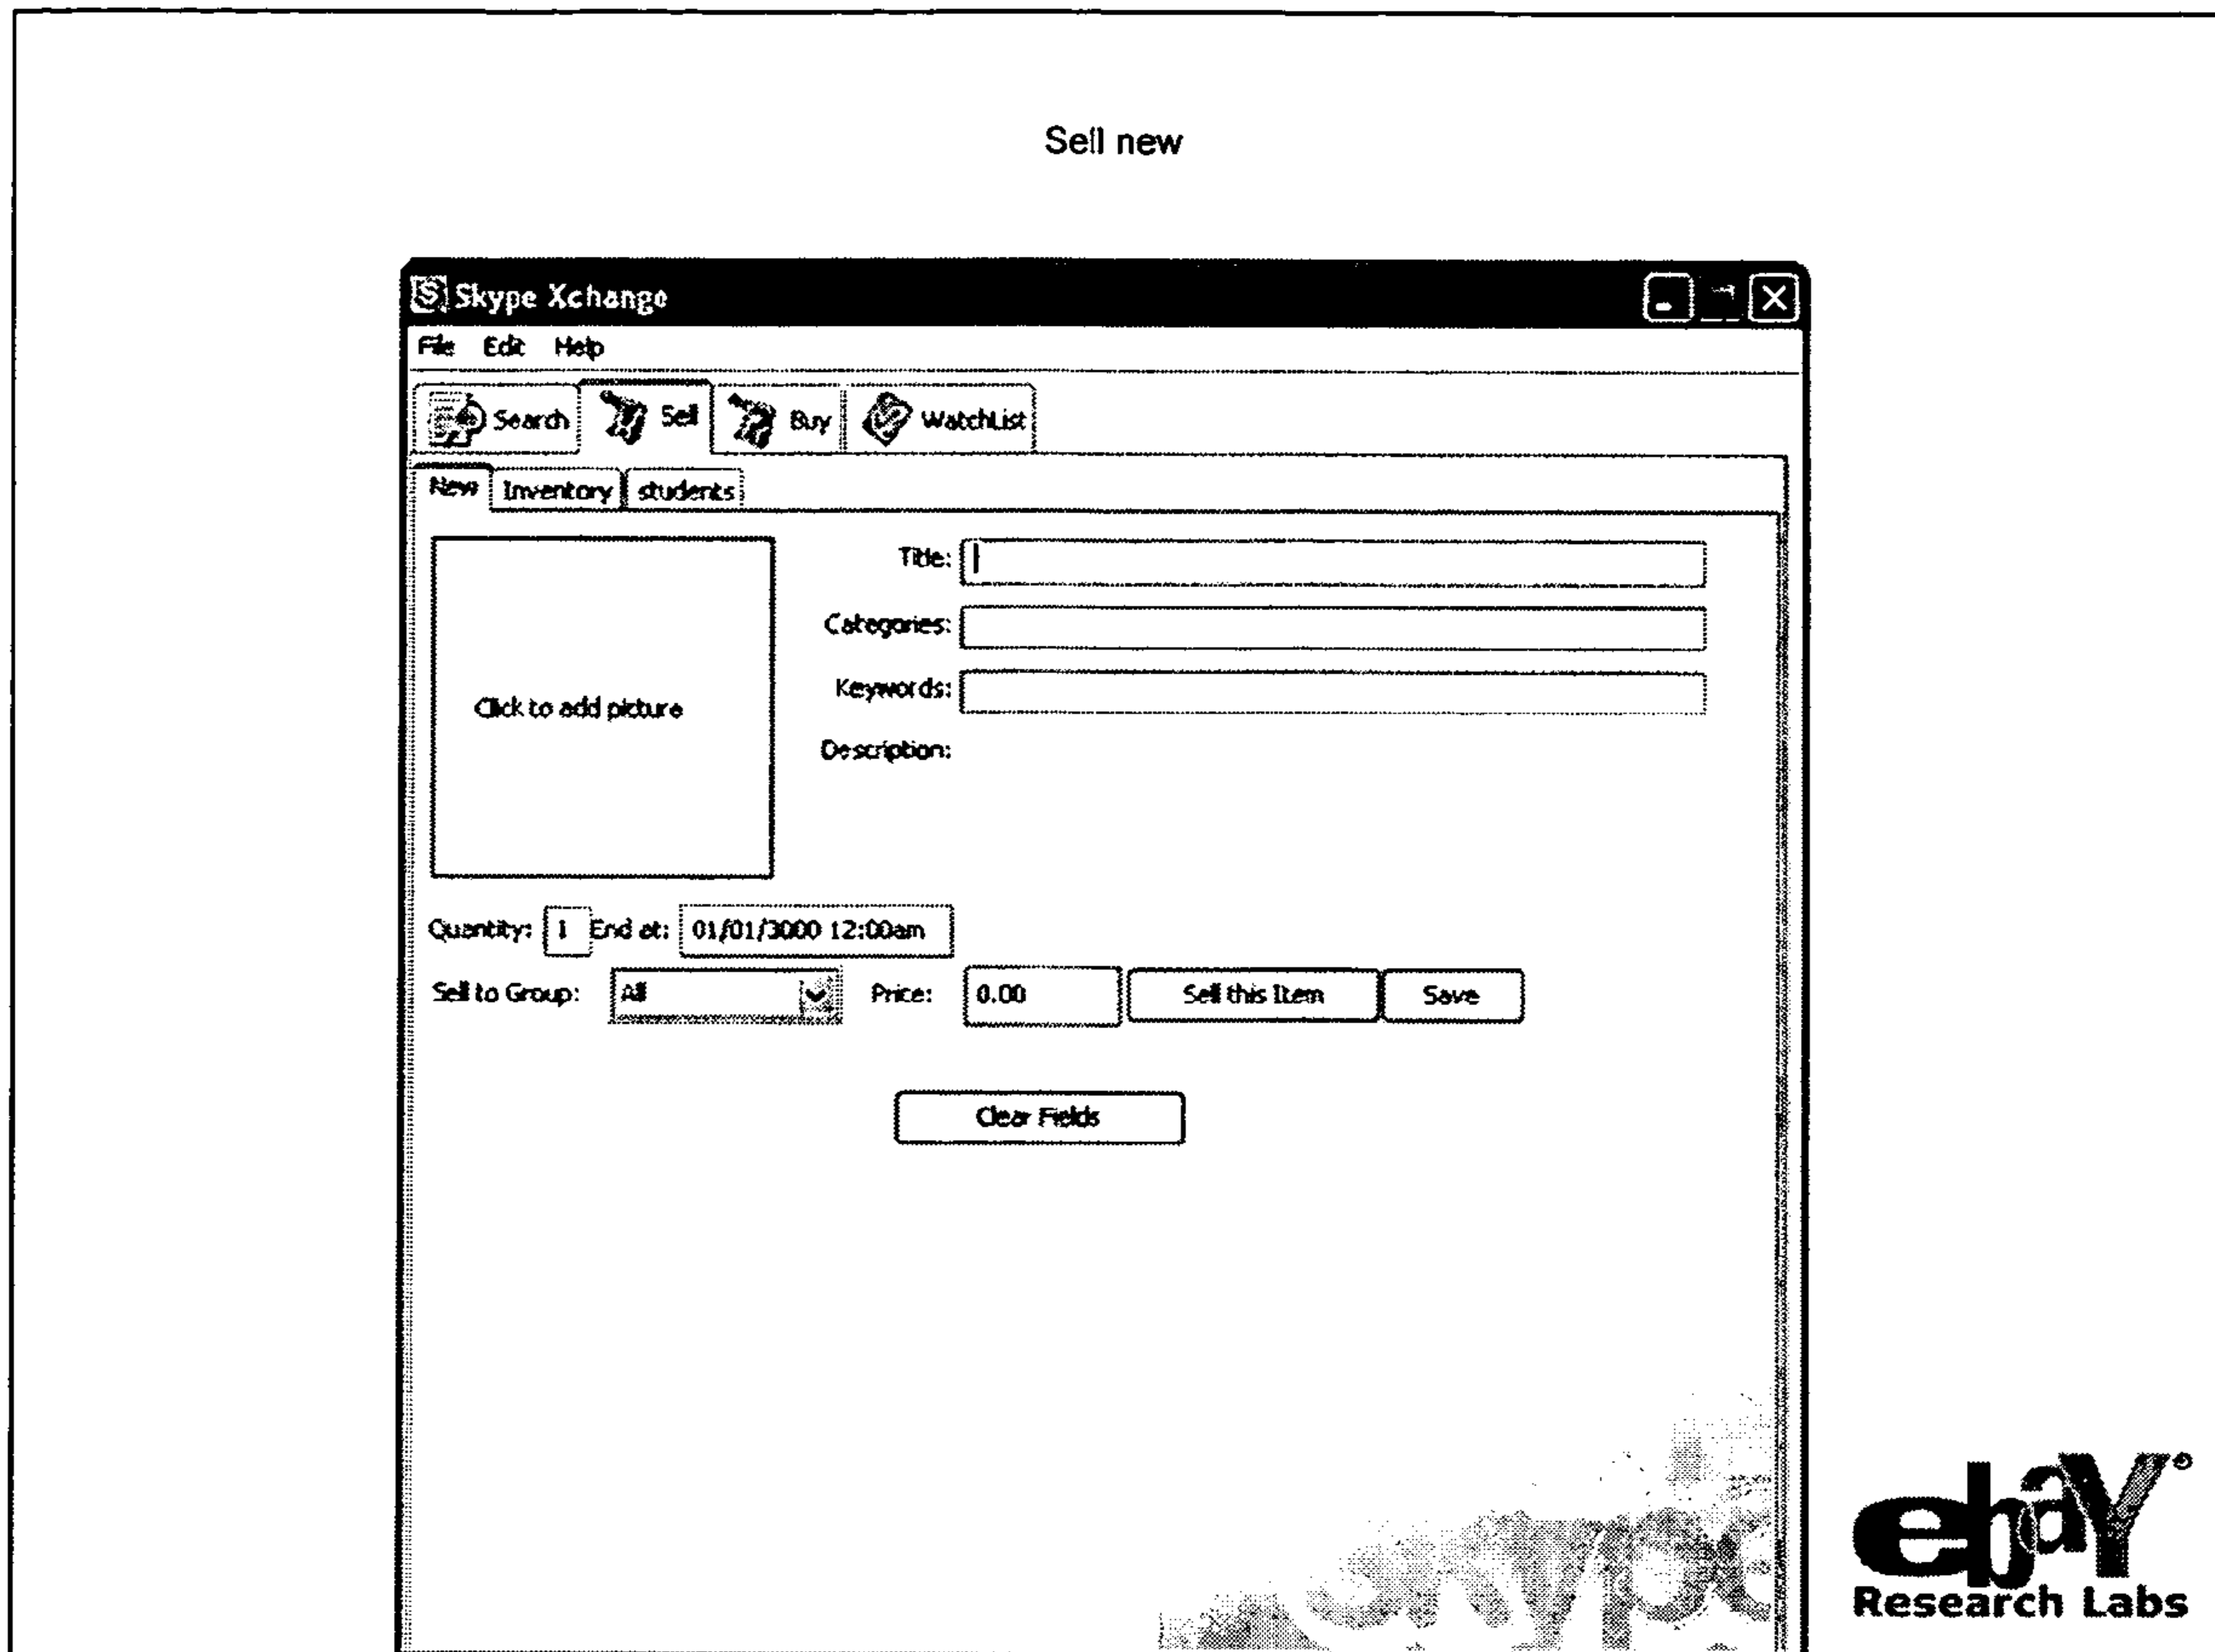 Sell new
Skype Xchange
File Edit Help
Search Sell Buy WatchList
New Inventory students
Title:
Categories:
Keywords:
Click to add picture
Description:
Quantity: 1 End at: 01/01/3000 12:00am
Sell to Group: All Price: 0.00 Sell this Item Save
Clear Fields
skype
ebaY
Research Labs